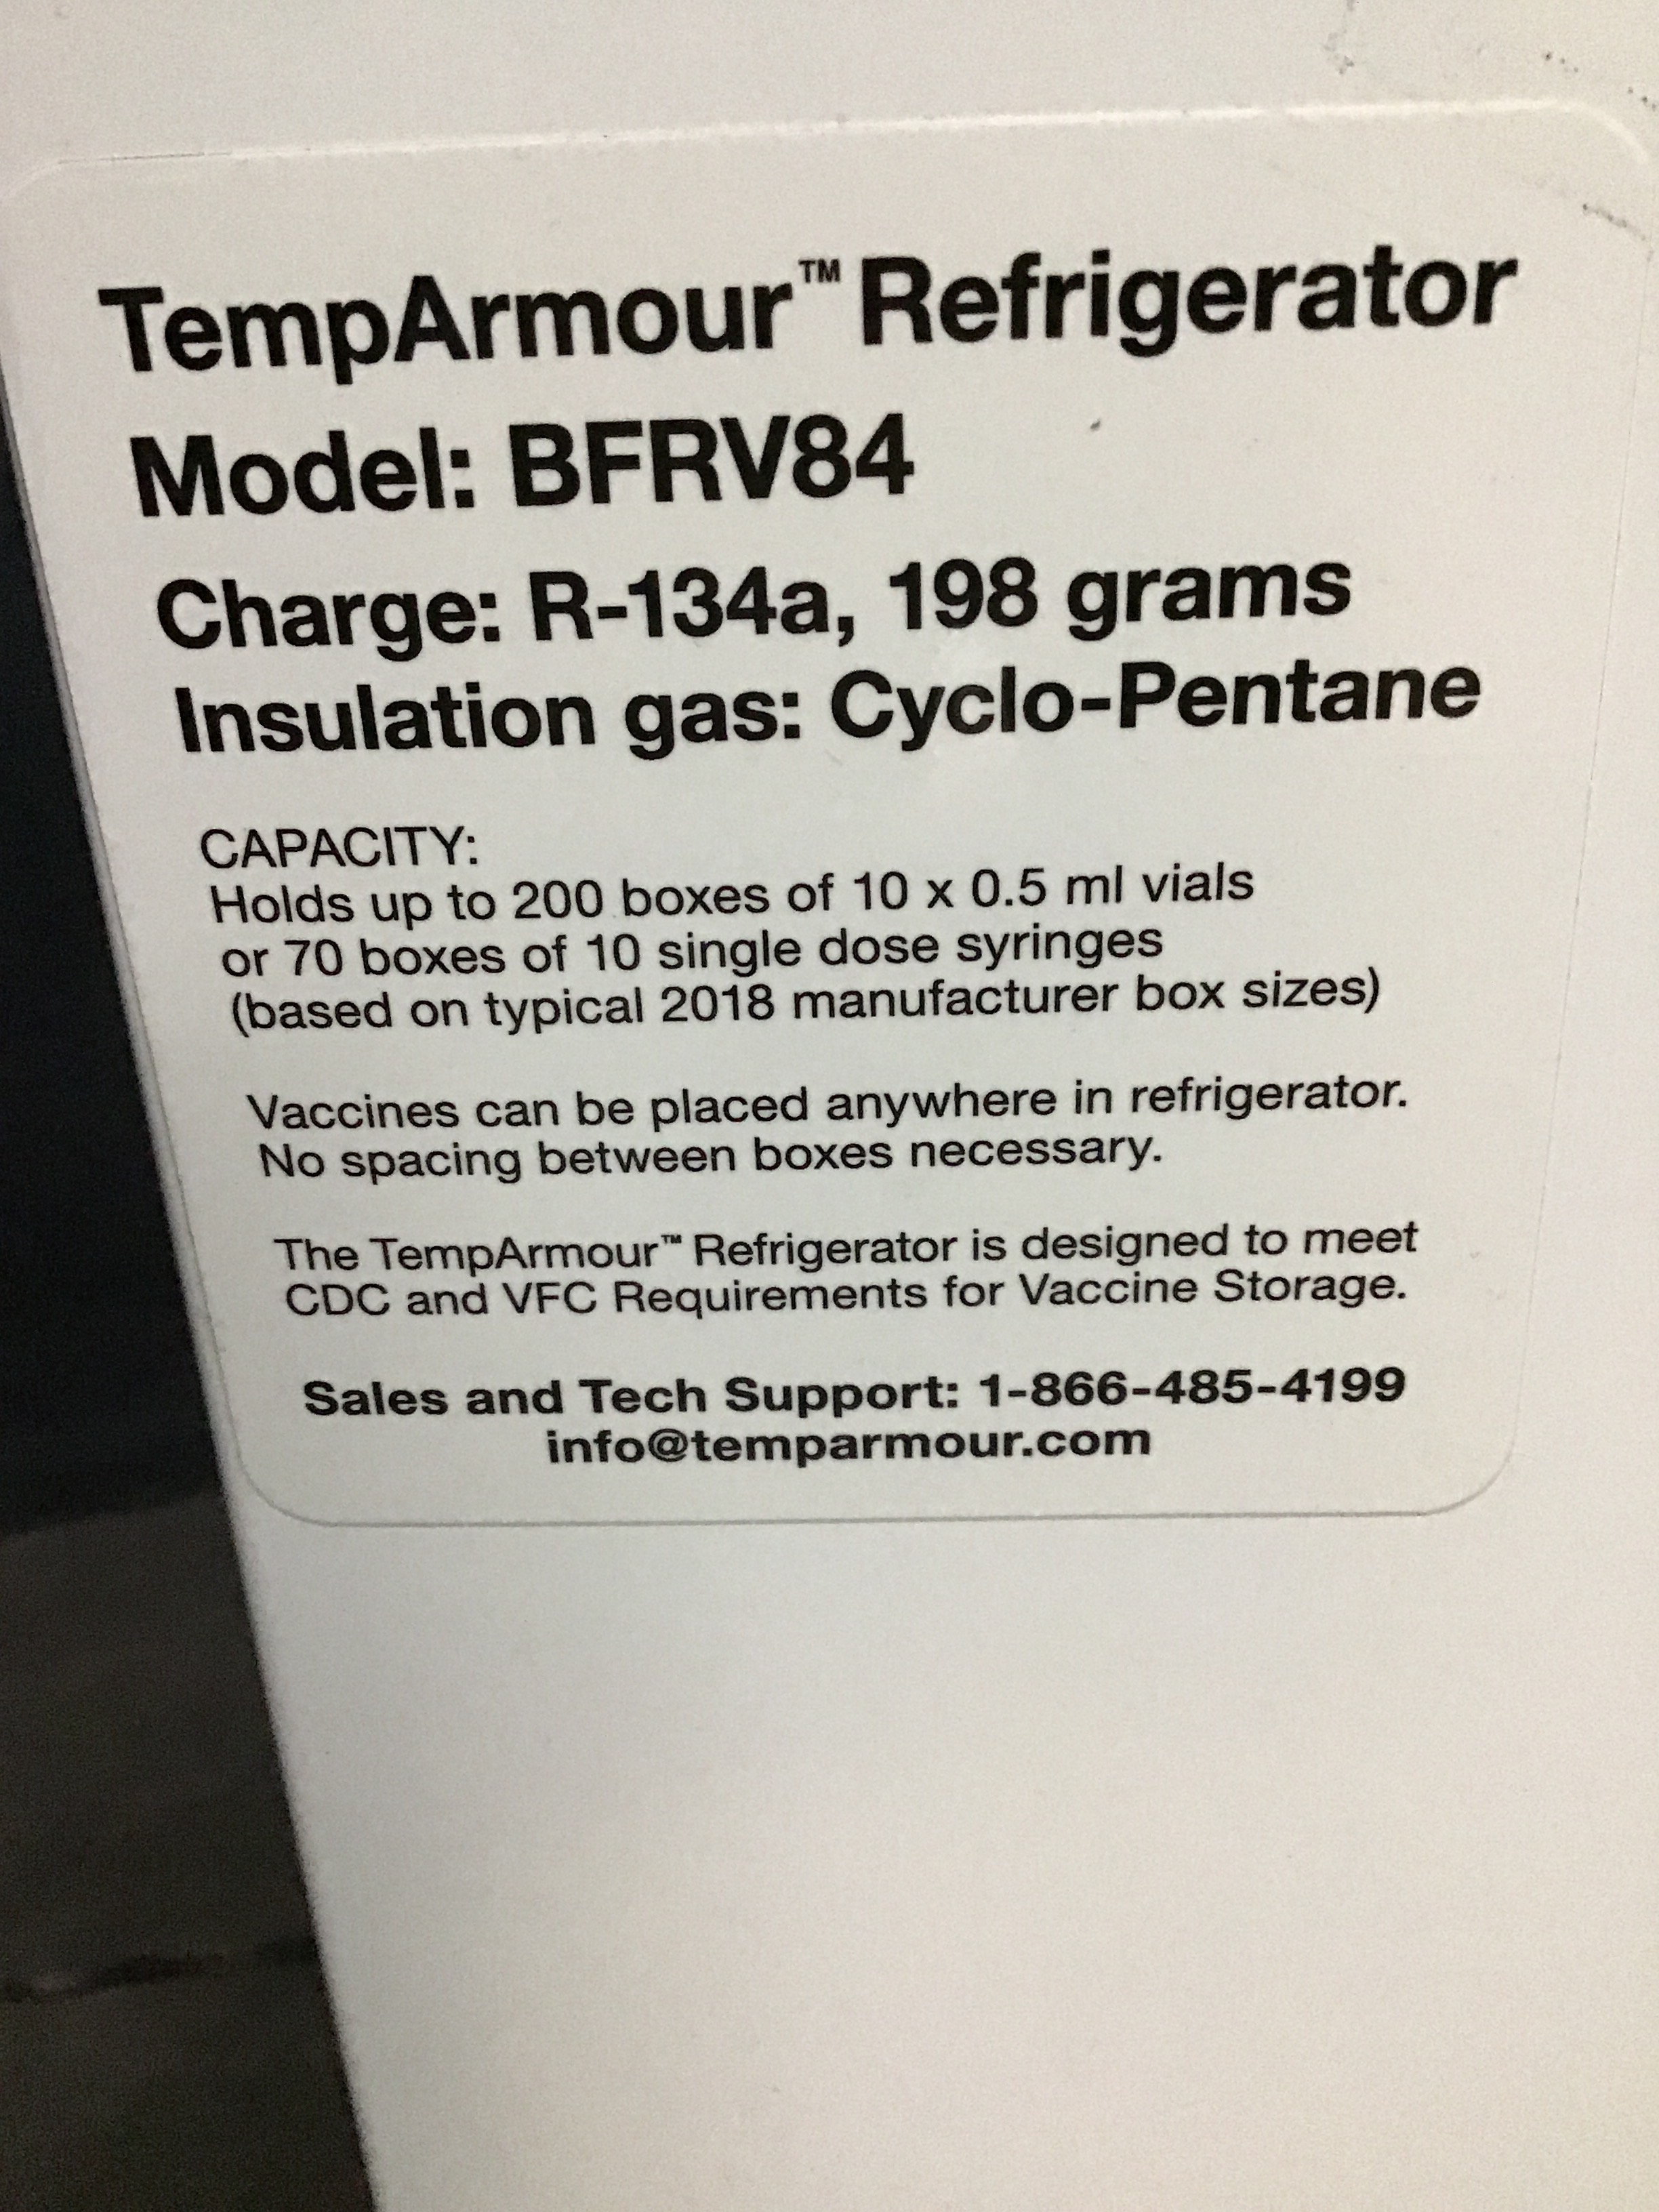 TempArmour™ Refrigerator
Model: BFRV84
Charge: R-134a, 198 grams
Insulation gas: Cyclo-Pentane
CAPACITY:
Holds up to 200 boxes of 10 x 0.5 ml vials
or 70 boxes of 10 single dose syringes
(based on typical 2018 manufacturer box sizes)
Vaccines can be placed anywhere in refrigerator.
No spacing between boxes necessary.
The TempArmour™ Refrigerator is designed to meet
CDC and VFC Requirements for Vaccine Storage.
Sales and Tech Support: 1-866-485-4199
info@temparmour.com